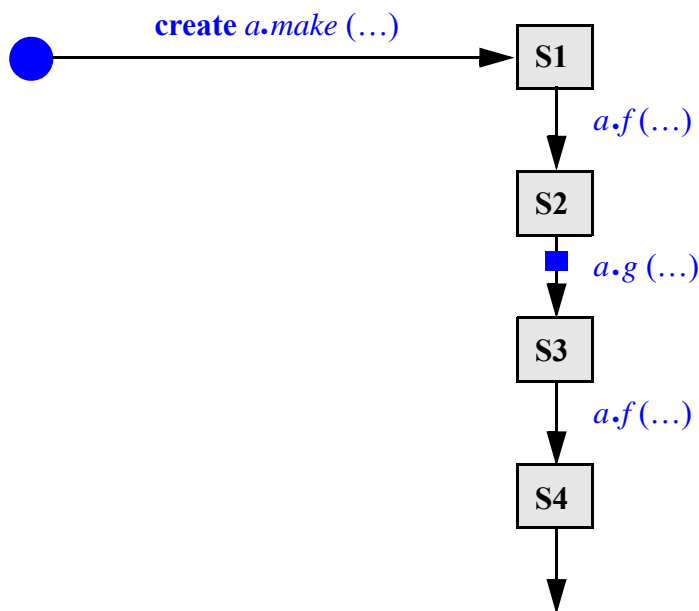 create a.make (…)
S1
a.f (…)
S2
a.g (…)
S3
a.f (…)
S4